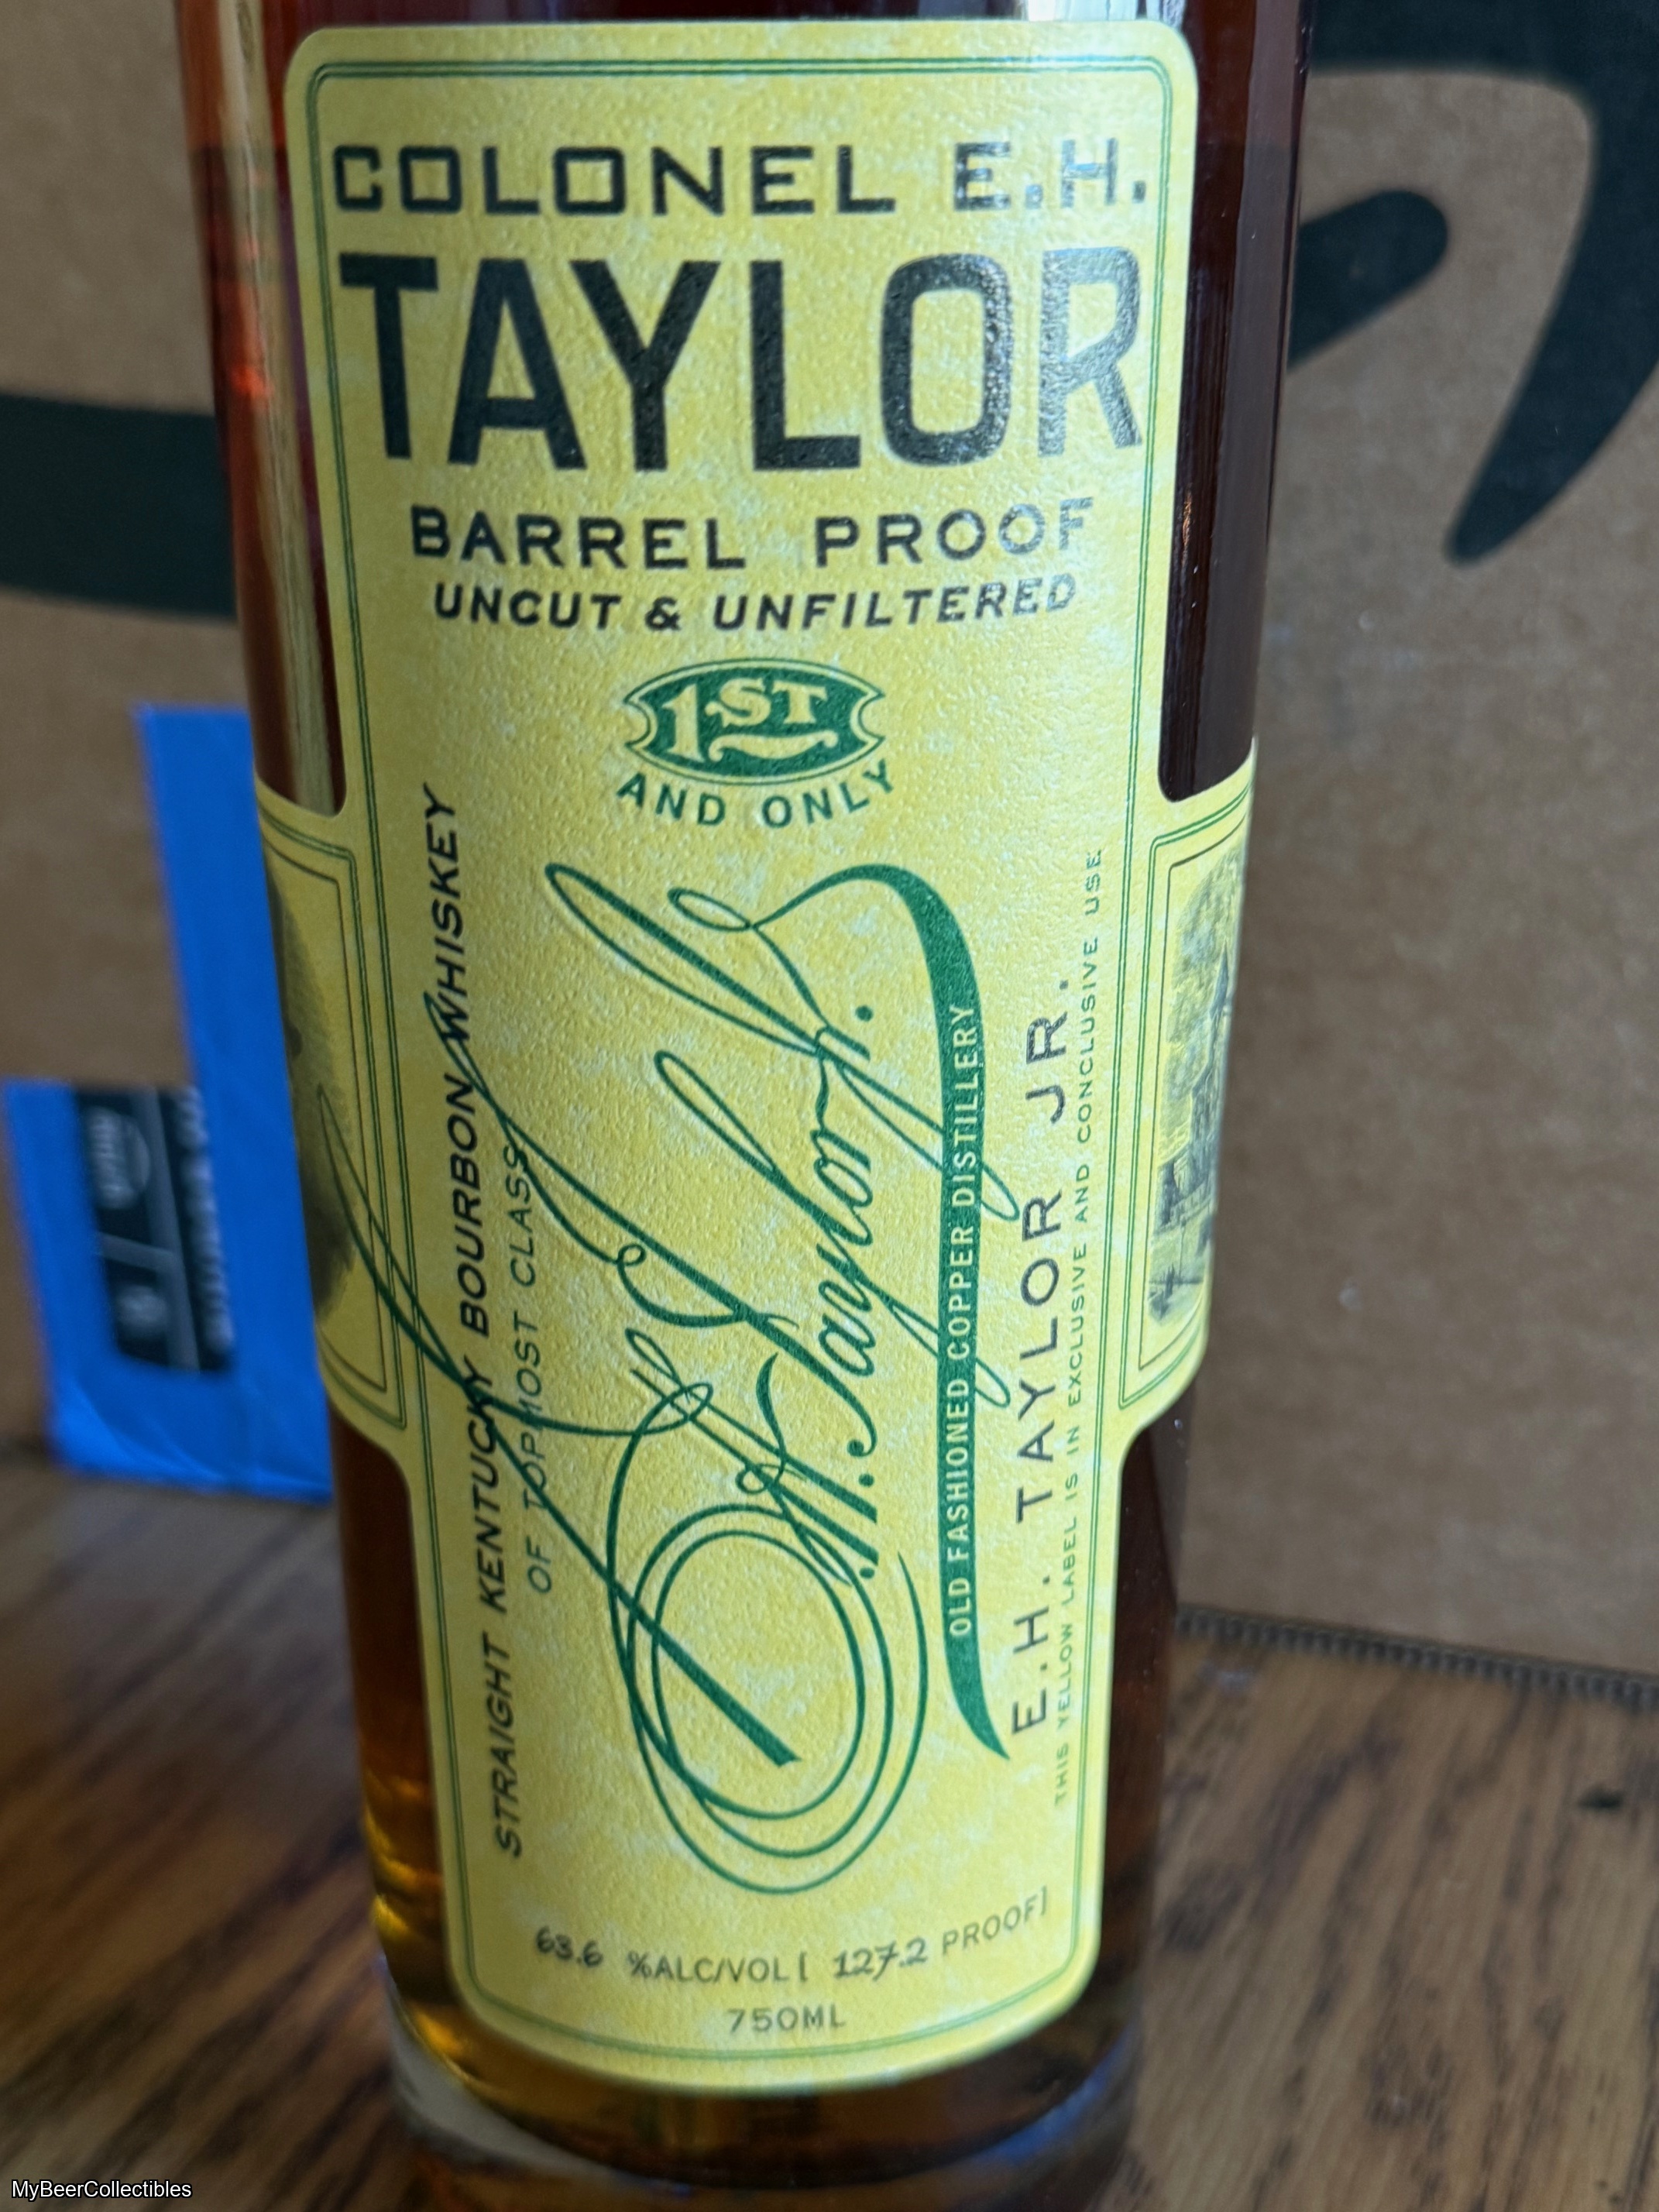 COLONEL E.H.
TAYLOR
BARREL PROOF
UNCUT & UNFILTERED
1ST
AND ONLY
STRAIGHT KENTUCKY BOURBON WHISKEY
OF TOPMOST CLASS
E. H. Taylor, Jr.
OLD FASHIONED COPPER DISTILLERY
E.H. TAYLOR JR.
THIS YELLOW LABEL IS IN EXCLUSIVE AND CONCLUSIVE USE
63.6 %ALC/VOL [ 127.2 PROOF]
750ML
MyBeerCollectibles